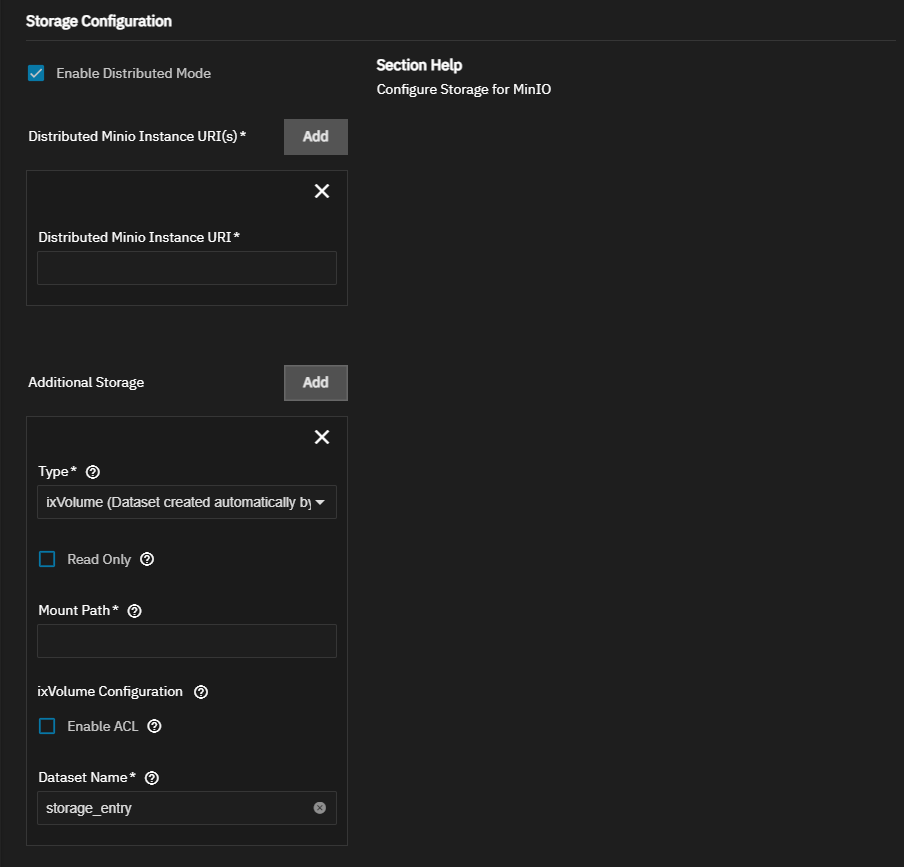 Storage Configuration
Enable Distributed Mode
Section Help
Configure Storage for MinIO
Distributed Minio Instance URI(s)*
Add
Distributed Minio Instance URI*
Additional Storage
Add
Type*
ixVolume (Dataset created automatically by
Read Only
Mount Path*
ixVolume Configuration
Enable ACL
Dataset Name*
storage_entry